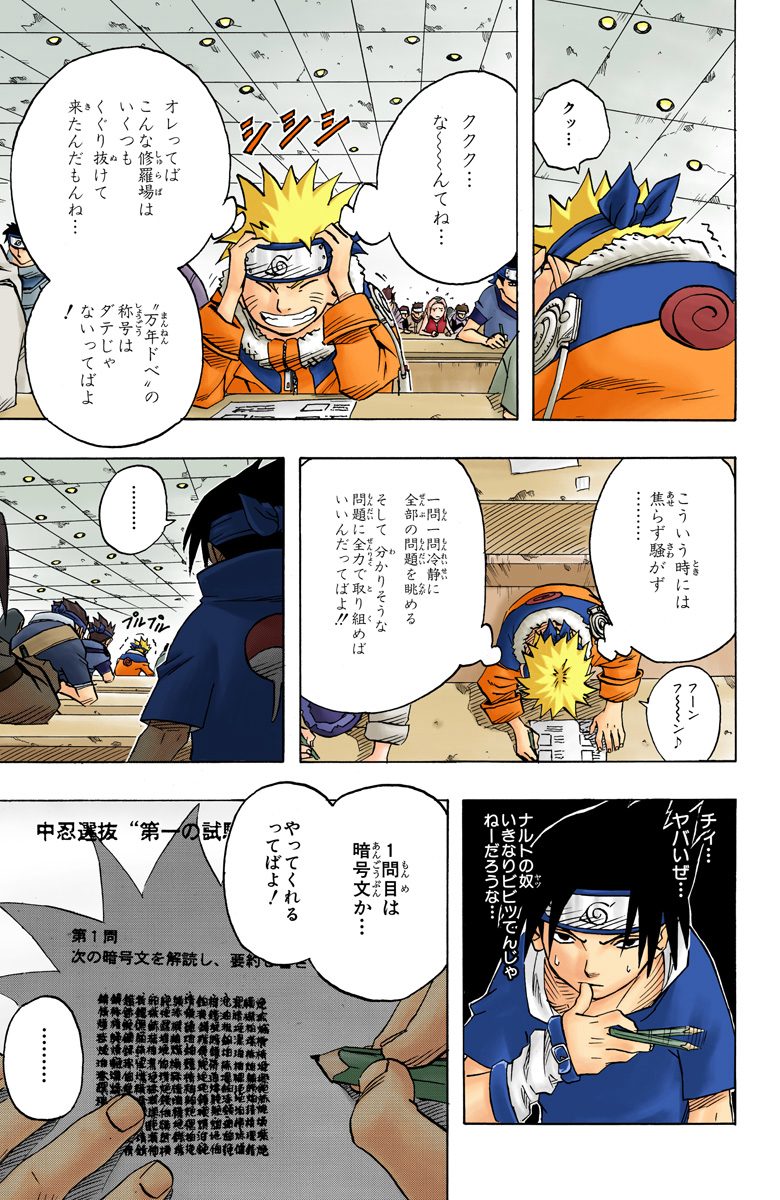 クッ…
ククク…
な〜〜んてね…
シシシ
オレってば
こんな修羅場は
いくつも
くぐり抜けて
来たんだもんね…
“万年ドベ”の
称号は
ダテじゃ
ないってばよ
！
こういう時には
焦らず騒がず
………
一問一問冷静に
全部の問題を眺める
そして 分かりそうな
問題に全力で取り組めば
いいんだってばよ!!
フーン
フ〜〜ン♪
………
プルプル
チィ…
ヤバいぜ…
ナルトの奴
いきなりビビッてんじゃ
ねーだろうな…
1問目は
暗号文か…
やってくれる
ってばよ！
中忍選抜 “第一の試験
第1問
次の暗号文を解読し、要約
………